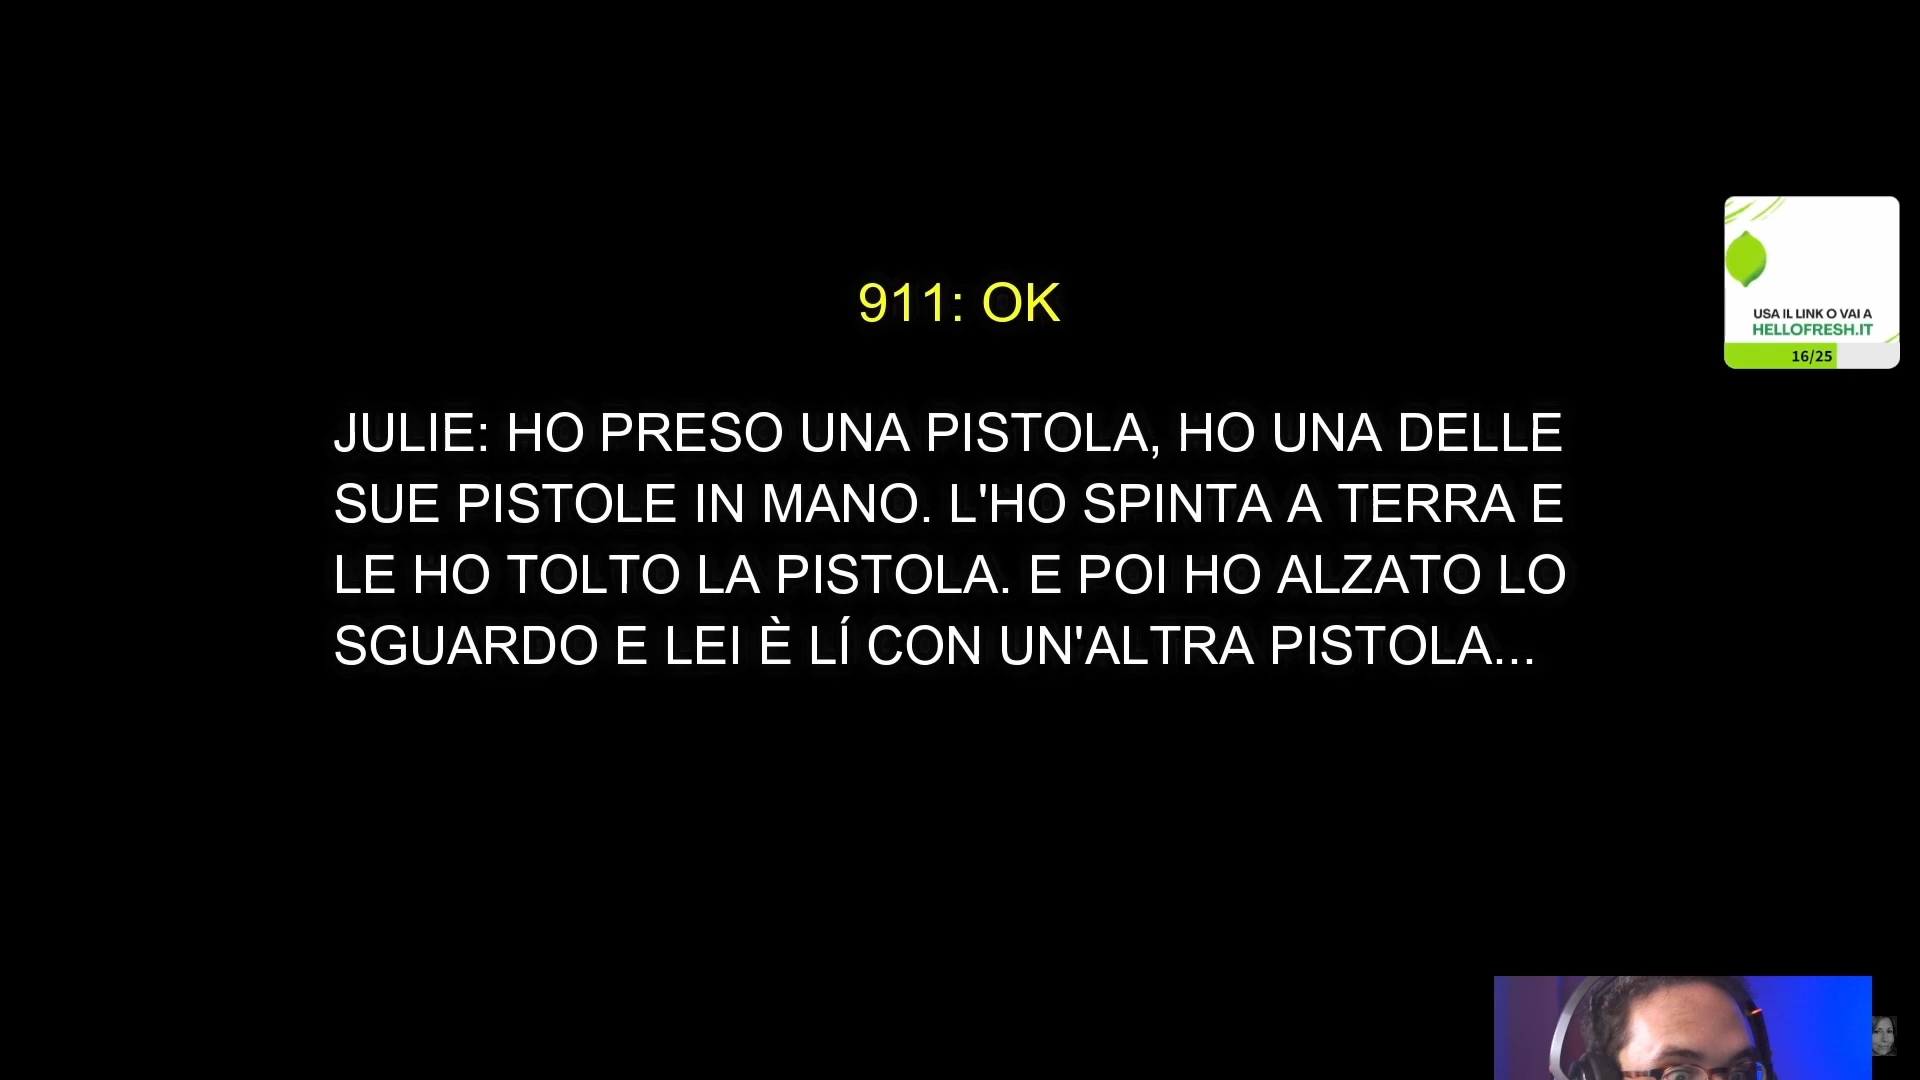 911: OK
JULIE: HO PRESO UNA PISTOLA, HO UNA DELLE
SUE PISTOLE IN MANO. L'HO SPINTA A TERRA E
LE HO TOLTO LA PISTOLA. E POI HO ALZATO LO
SGUARDO E LEI È LÍ CON UN'ALTRA PISTOLA...
USA IL LINK O VAI A
HELLOFRESH.IT
16/25